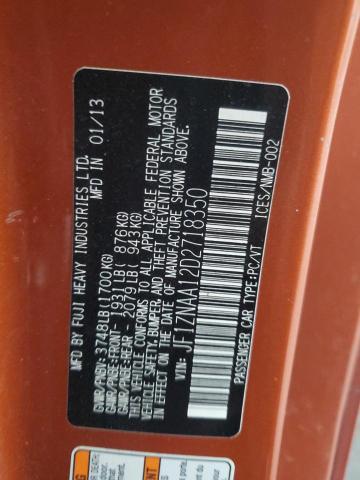 MFD BY FUJI HEAVY INDUSTRIES LTD.
MFD IN 01/13
GVWR/PNBV: 3748LB(1700KG)
GAWR/PNBE:FRONT- 1931LB( 876KG)
GAWR/PNBE:REAR - 2079LB( 943KG)
THIS VEHICLE CONFORMS TO ALL APPLICABLE FEDERAL MOTOR
VEHICLE SAFETY,BUMPER, AND THEFT PREVENTION STANDARDS
IN EFFECT ON THE DATE OF MANUFACTURE SHOWN ABOVE.
VIN: JF1ZNAA12D2718350
ICES/NMB-002
PASSENGER CAR TYPE-PC/VT